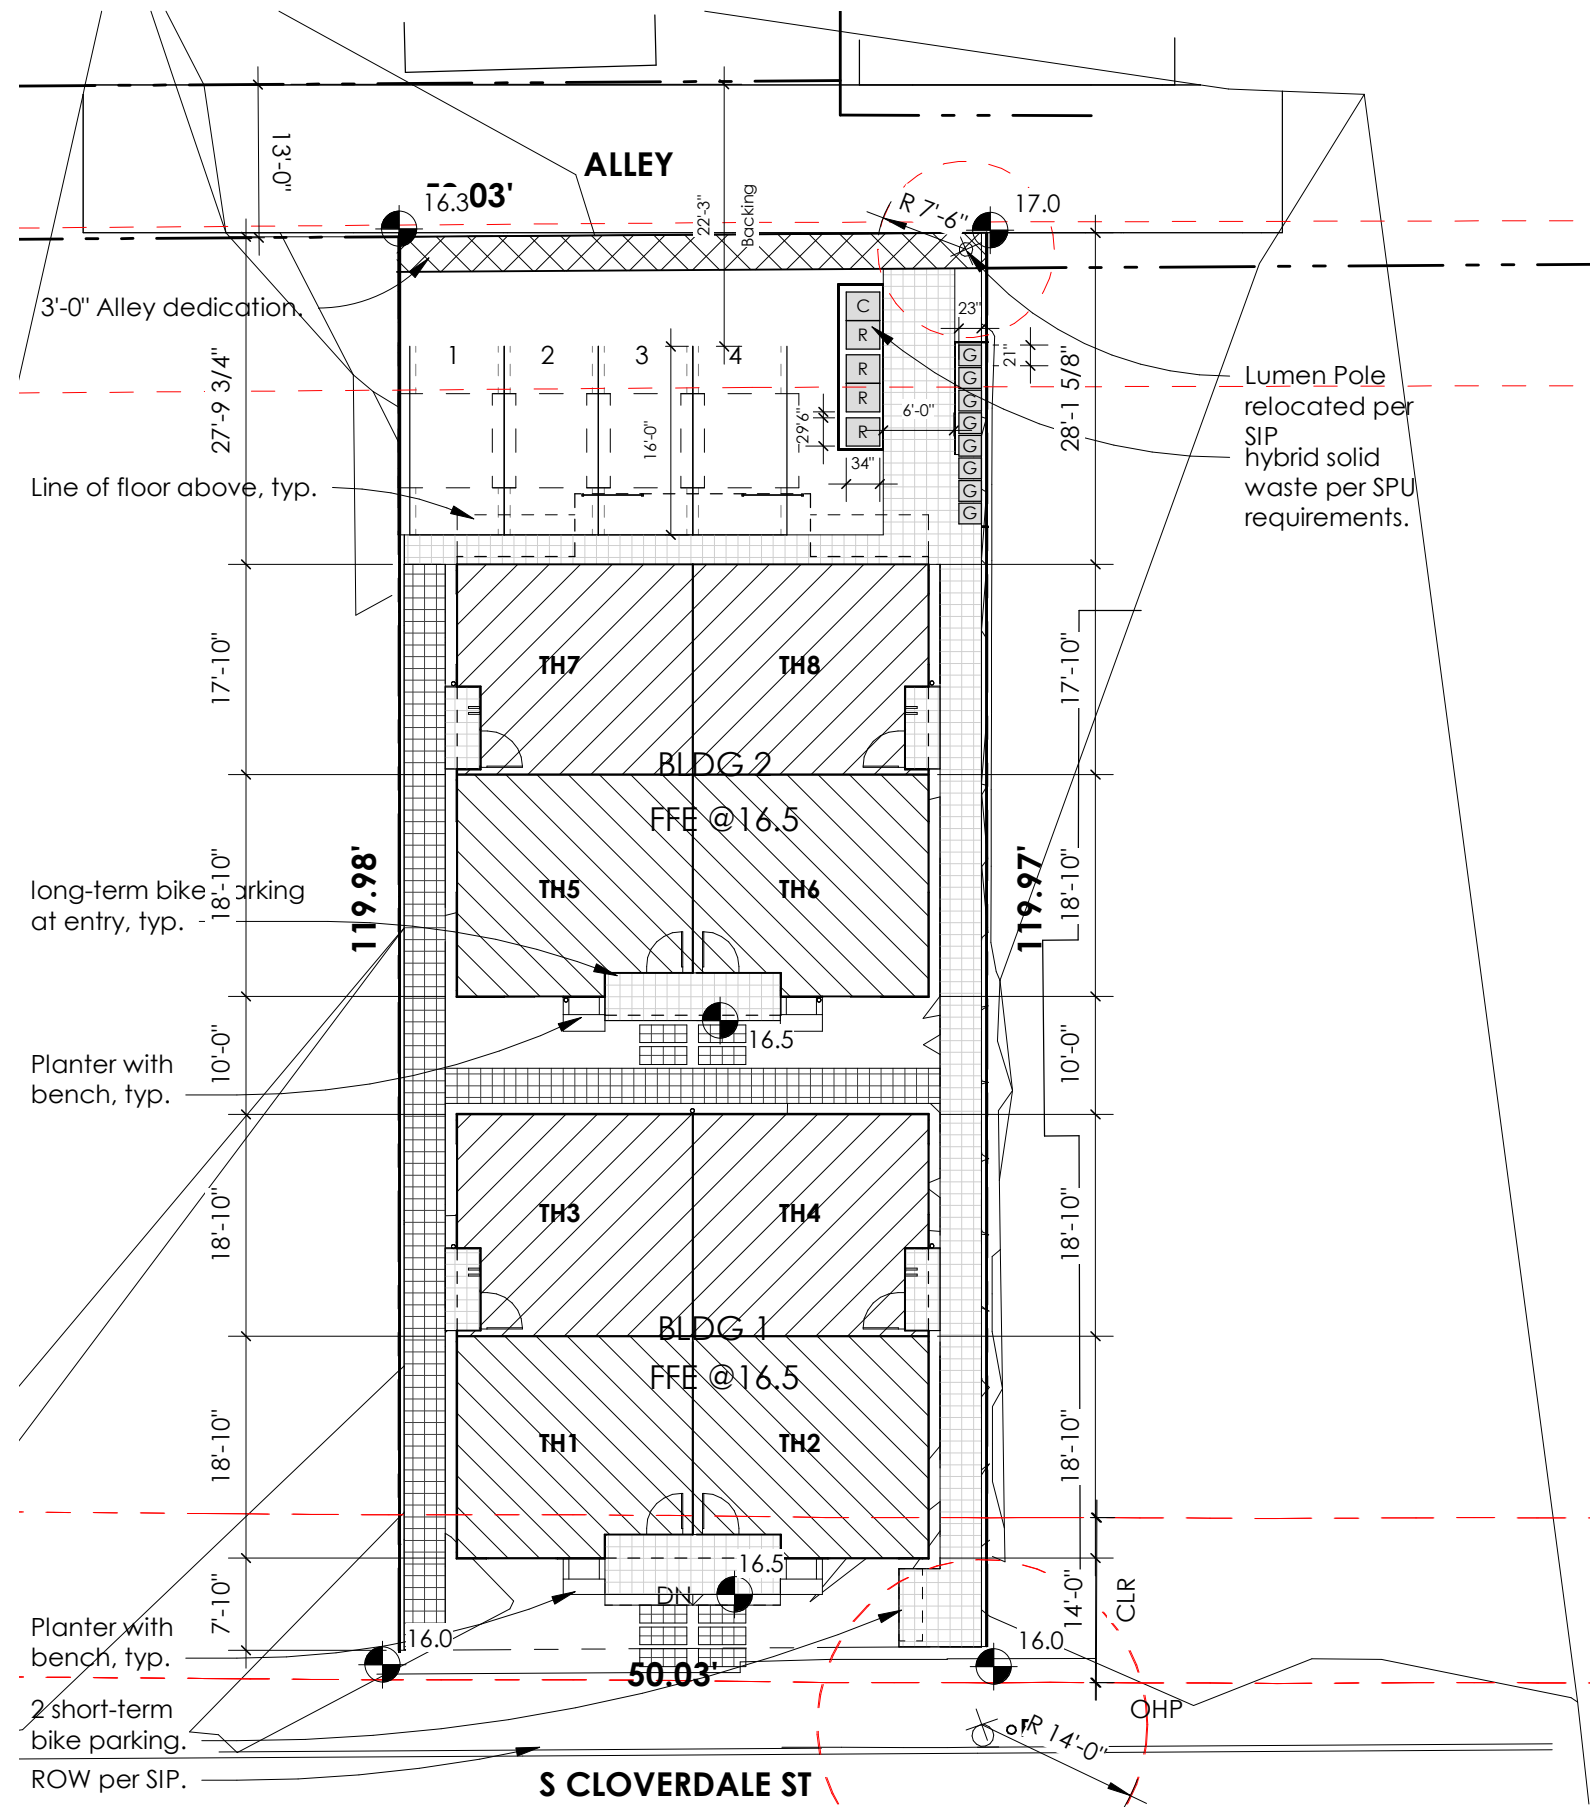 ALLEY
13'-0"
03'
16.3
22'-3"
Backing
R 7'-6"
17.0
3'-0" Alley dedication.
27'-9 3/4"
1
2
3
4
16'-0"
C
R
R
R
R
29"
6"
34"
6'-0"
23"
21"
G
G
G
G
G
G
G
G
28'-1 5/8"
Lumen Pole
relocated per
SIP
hybrid solid
waste per SPU
requirements.
Line of floor above, typ.
17'-10"
TH7
TH8
17'-10"
BLDG 2
FFE @16.5
long-term bike parking
at entry, typ.
18'-10"
119.98'
TH5
TH6
119.97'
18'-10"
16.5
Planter with
bench, typ.
10'-0"
10'-0"
18'-10"
TH3
TH4
18'-10"
BLDG 1
FFE @16.5
18'-10"
TH1
TH2
18'-10"
16.5
DN
7'-10"
14'-0"
CLR
Planter with
bench, typ.
16.0
16.0
50.03'
2 short-term
bike parking.
OHP
R 14'-0"
ROW per SIP.
S CLOVERDALE ST